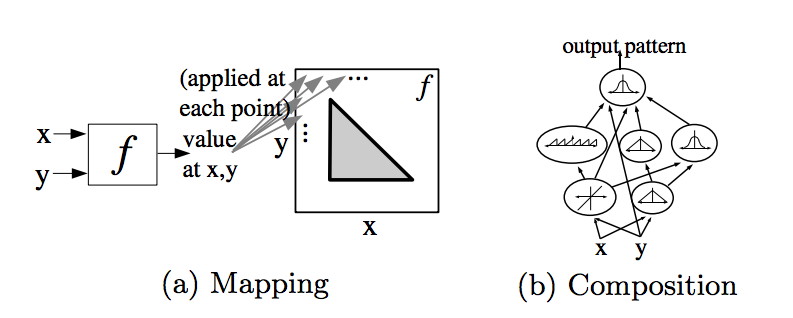 (applied at
each point)
x
y
f
value
at x,y
y
...
...
f
x
(a) Mapping
output pattern
x y
(b) Composition